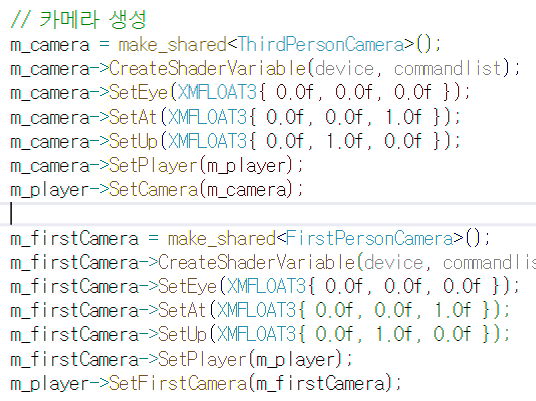 // 카메라 생성
m_camera = make_shared<ThirdPersonCamera>();
m_camera->CreateShaderVariable(device, commandlist);
m_camera->SetEye(XMFLOAT3{ 0.0f, 0.0f, 0.0f });
m_camera->SetAt(XMFLOAT3{ 0.0f, 0.0f, 1.0f });
m_camera->SetUp(XMFLOAT3{ 0.0f, 1.0f, 0.0f });
m_camera->SetPlayer(m_player);
m_player->SetCamera(m_camera);
m_firstCamera = make_shared<FirstPersonCamera>();
m_firstCamera->CreateShaderVariable(device, commandlis
m_firstCamera->SetEye(XMFLOAT3{ 0.0f, 0.0f, 0.0f });
m_firstCamera->SetAt(XMFLOAT3{ 0.0f, 0.0f, 1.0f });
m_firstCamera->SetUp(XMFLOAT3{ 0.0f, 1.0f, 0.0f });
m_firstCamera->SetPlayer(m_player);
m_player->SetFirstCamera(m_firstCamera);